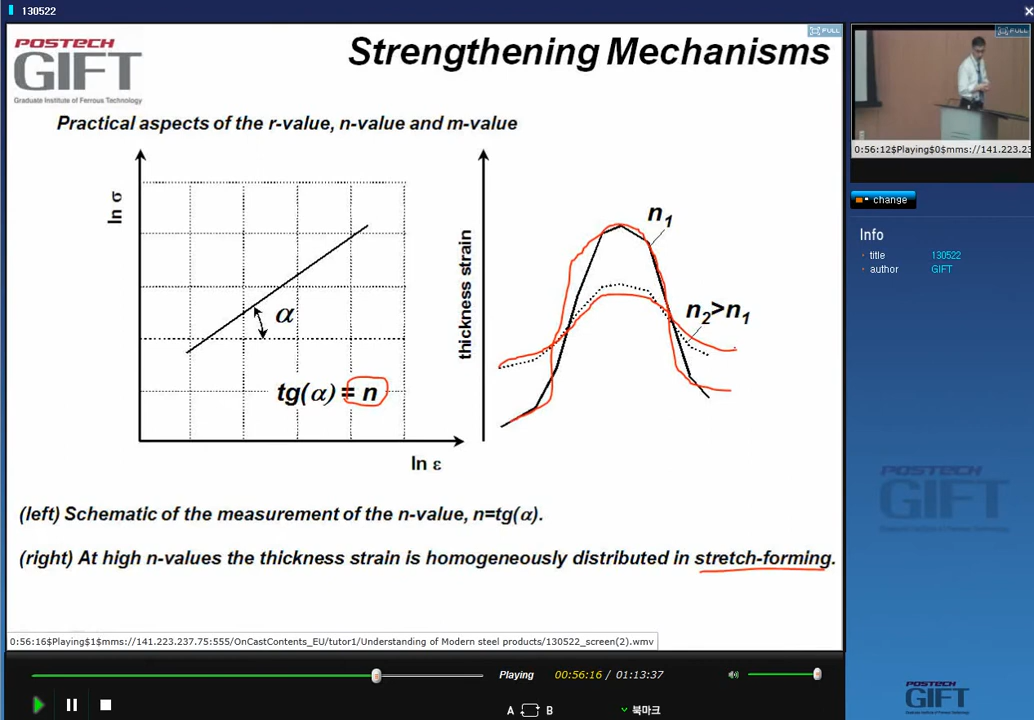 130522
POSTECH
GIFT
Graduate Institute of Ferrous Technology
Strengthening Mechanisms
FULL
FULL
Practical aspects of the r-value, n-value and m-value
0:56:12$Playing$0$mms://141.223.23
change
Info
title 130522
author GIFT
ln σ
α
tg(α) = n
ln ε
thickness strain
n1
n2>n1
(left) Schematic of the measurement of the n-value, n=tg(α).
(right) At high n-values the thickness strain is homogeneously distributed in stretch-forming.
POSTECH
GIFT
0:56:16$Playing$1$mms://141.223.237.75:555/OnCastContents_EU/tutor1/Understanding of Modern steel products/130522_screen(2).wmv
Playing 00:56:16 / 01:13:37
A B 북마크
POSTECH
GIFT